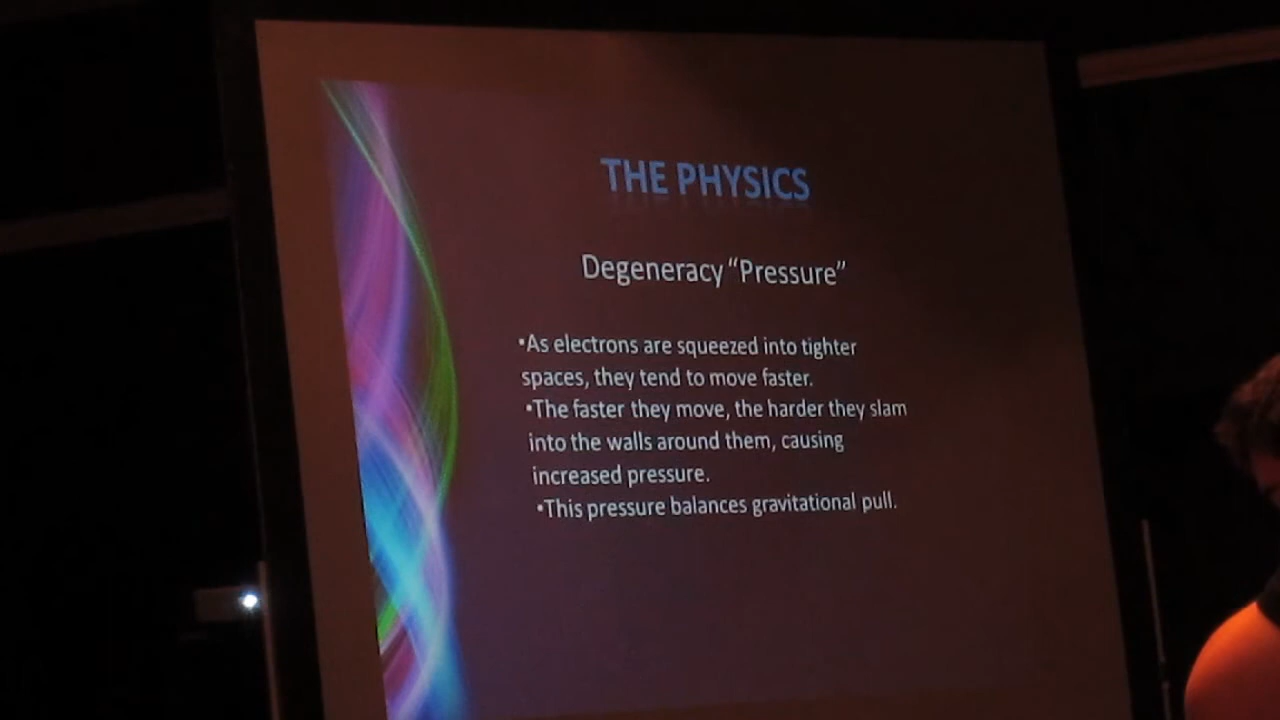 THE PHYSICS
Degeneracy “Pressure”
•As electrons are squeezed into tighter
spaces, they tend to move faster.
•The faster they move, the harder they slam
into the walls around them, causing
increased pressure.
•This pressure balances gravitational pull.